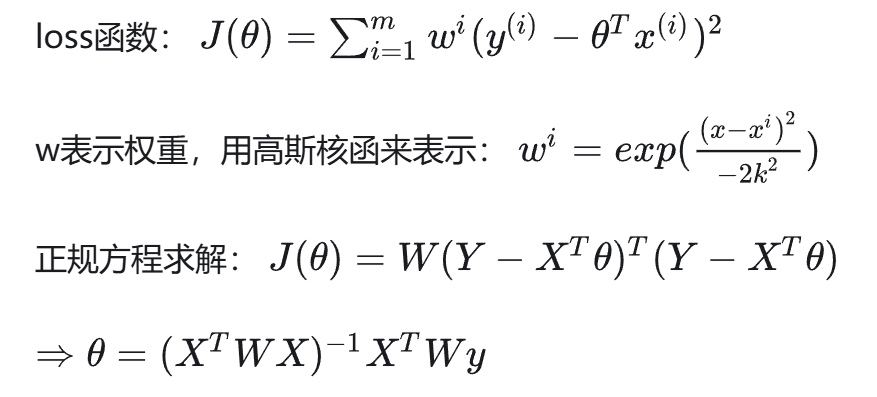 loss函数： J(θ) = ∑_{i=1}^{m} w^i (y^{(i)} − θ^T x^{(i)})^2
w表示权重，用高斯核函来表示： w^i = exp(\frac{(x−x^i)^2}{−2k^2})
正规方程求解： J(θ) = W(Y − X^T θ)^T (Y − X^T θ)
⇒ θ = (X^T W X)^{−1} X^T W y